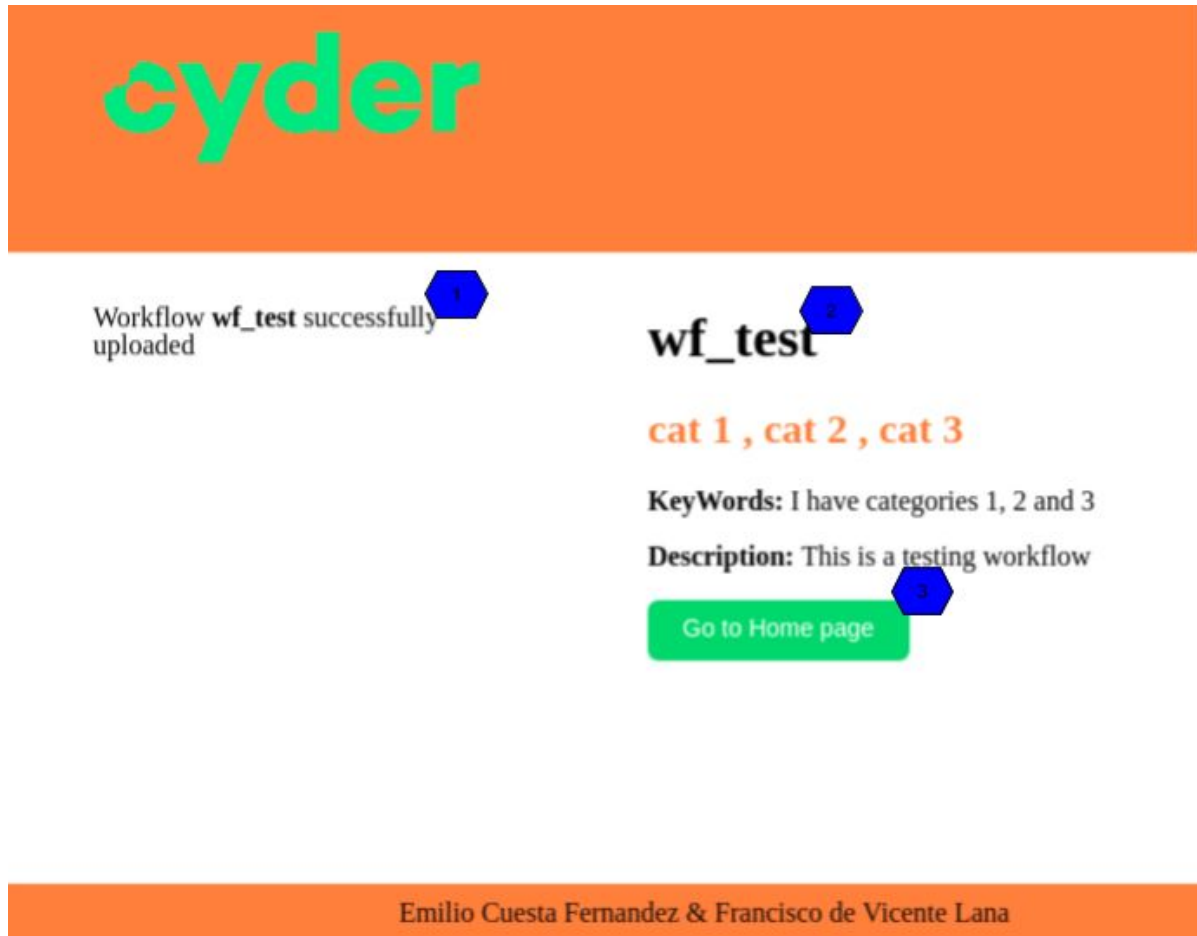 cyder
Workflow wf_test successfully
uploaded
1
wf_test
2
cat 1 , cat 2 , cat 3
KeyWords: I have categories 1, 2 and 3
Description: This is a testing workflow
3
Go to Home page
Emilio Cuesta Fernandez & Francisco de Vicente Lana